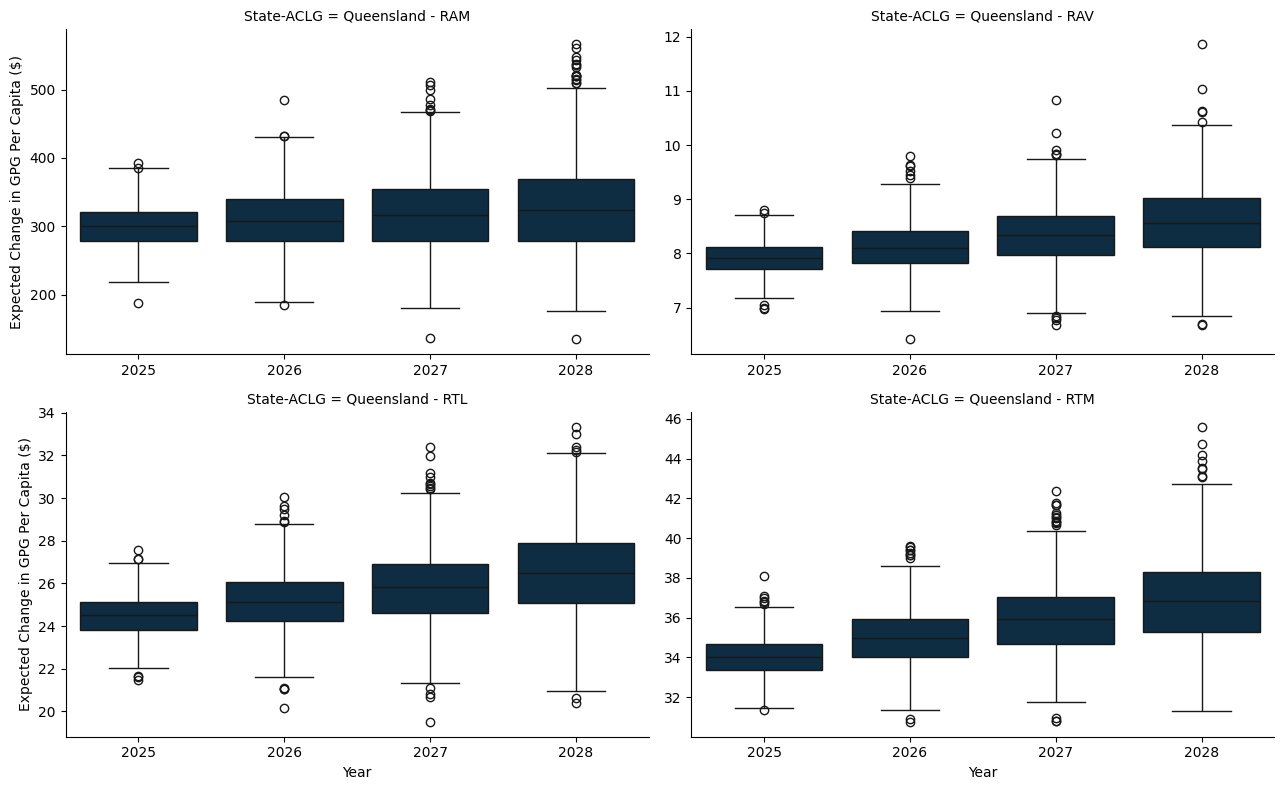 State-ACLG = Queensland - RAM
Expected Change in GPG Per Capita ($)
500
400
300
200
2025 2026 2027 2028
State-ACLG = Queensland - RAV
12
11
10
9
8
7
2025 2026 2027 2028
State-ACLG = Queensland - RTL
Expected Change in GPG Per Capita ($)
34
32
30
28
26
24
22
20
2025 2026 2027 2028
Year
State-ACLG = Queensland - RTM
46
44
42
40
38
36
34
32
2025 2026 2027 2028
Year